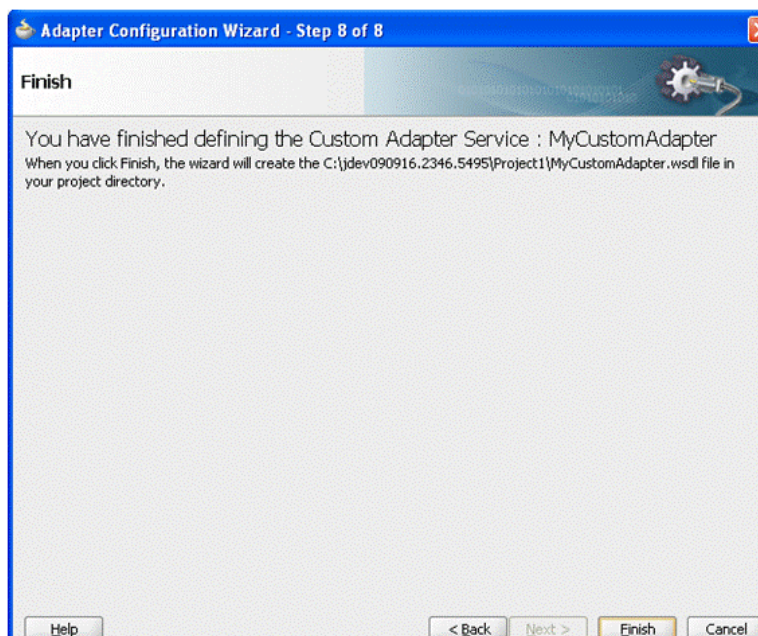 Adapter Configuration Wizard - Step 8 of 8
Finish
You have finished defining the Custom Adapter Service : MyCustomAdapter
When you click Finish, the wizard will create the C:\jdev090916.2346.5495\Project1\MyCustomAdapter.wsdl file in
your project directory.
Help
< Back
Next >
Finish
Cancel